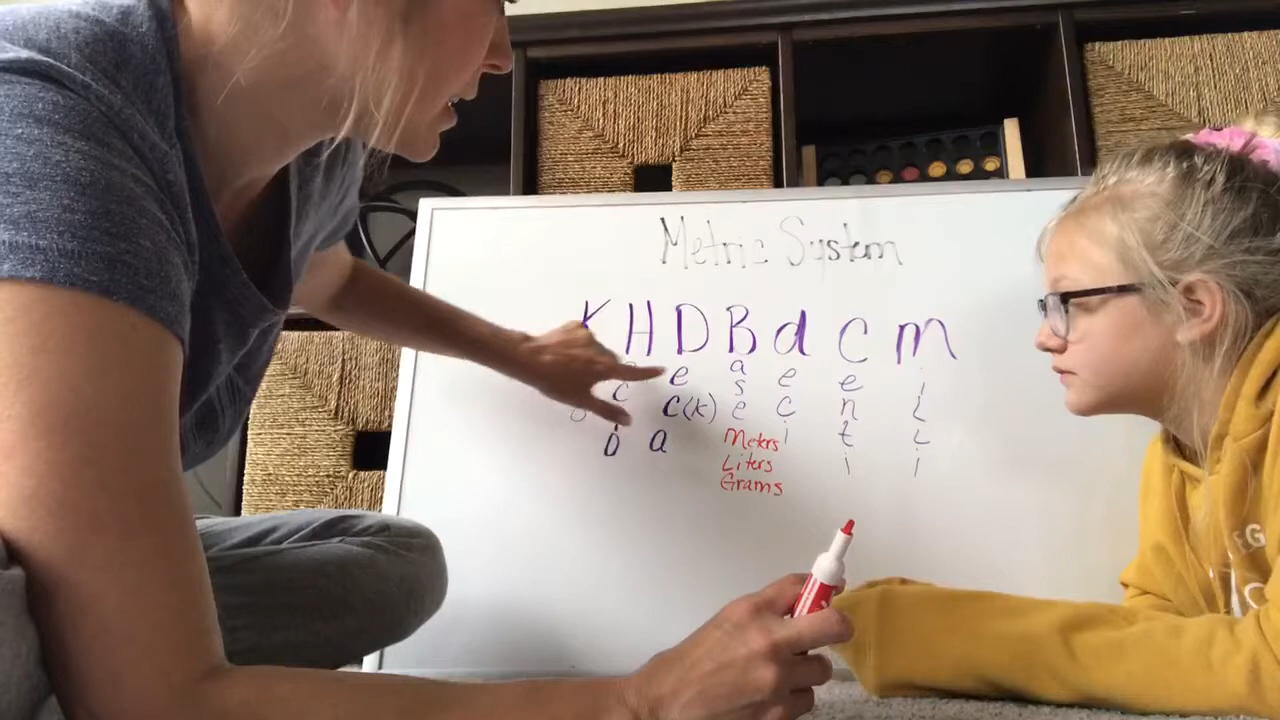 Metric System
K H D B d c m
e a e e i
c s c n l
c(k) e i t l
o a Meters i i
Liters
Grams